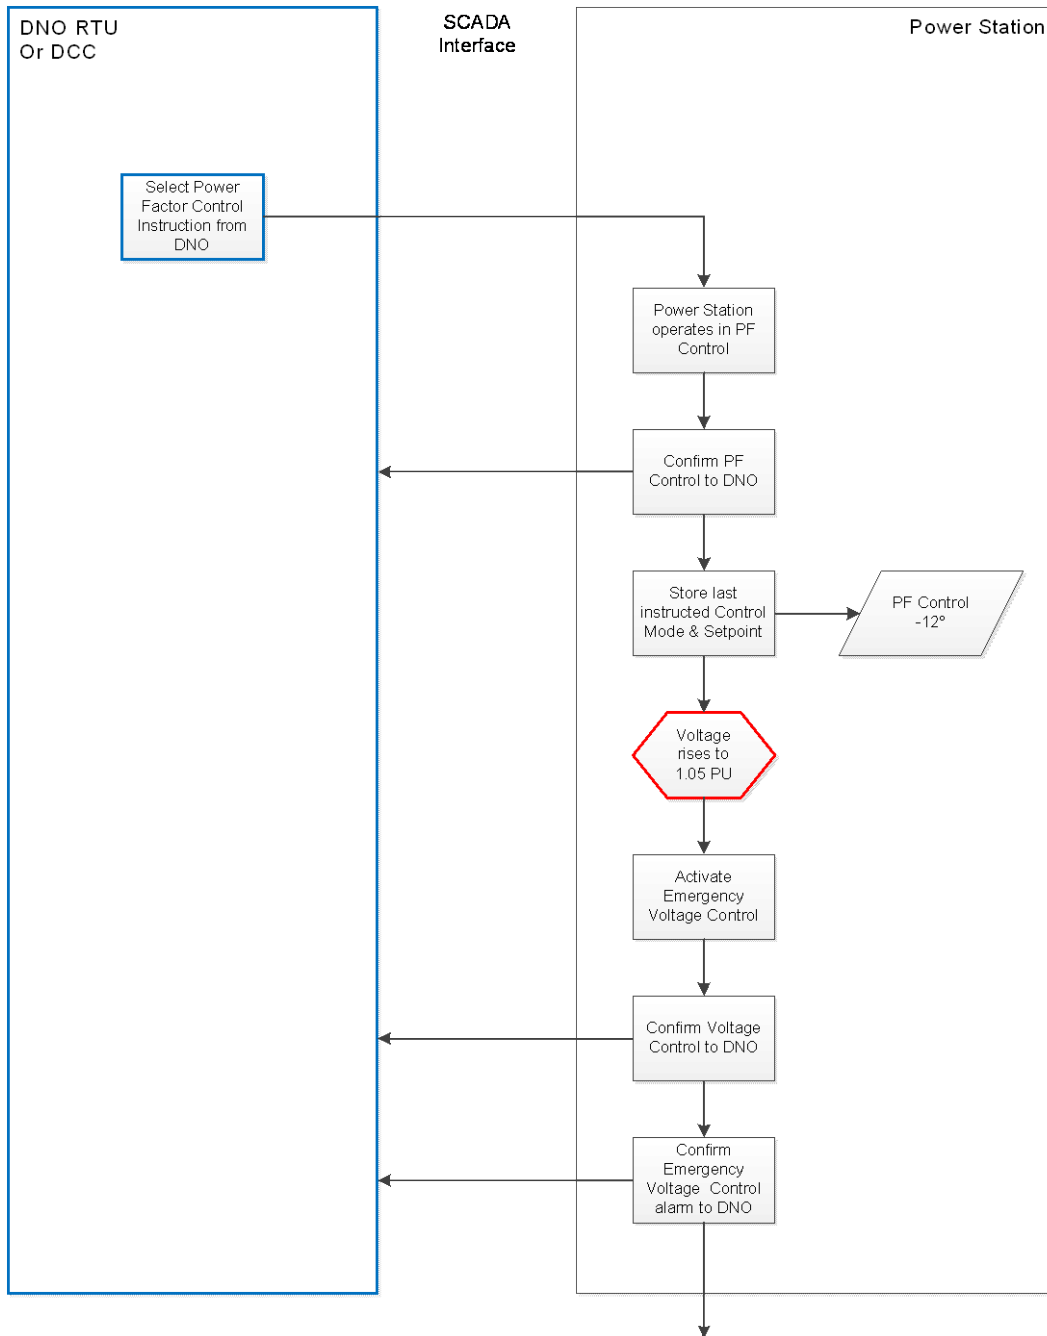 DNO RTU
Or DCC
SCADA
Interface
Power Station
Select Power
Factor Control
Instruction from
DNO
Power Station
operates in PF
Control
Confirm PF
Control to DNO
Store last
instructed Control
Mode & Setpoint
PF Control
-12°
Voltage
rises to
1.05 PU
Activate
Emergency
Voltage Control
Confirm Voltage
Control to DNO
Confirm
Emergency
Voltage Control
alarm to DNO